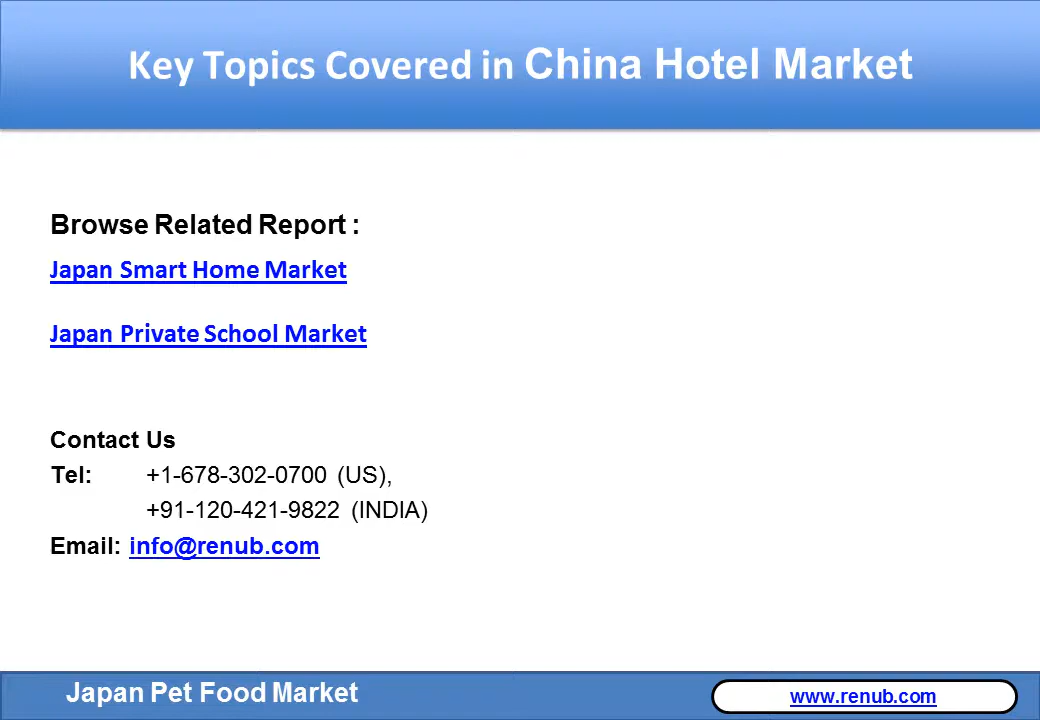 Key Topics Covered in China Hotel Market
Browse Related Report :
Japan Smart Home Market
Japan Private School Market
Contact Us
Tel: +1-678-302-0700 (US),
+91-120-421-9822 (INDIA)
Email: info@renub.com
Japan Pet Food Market
www.renub.com